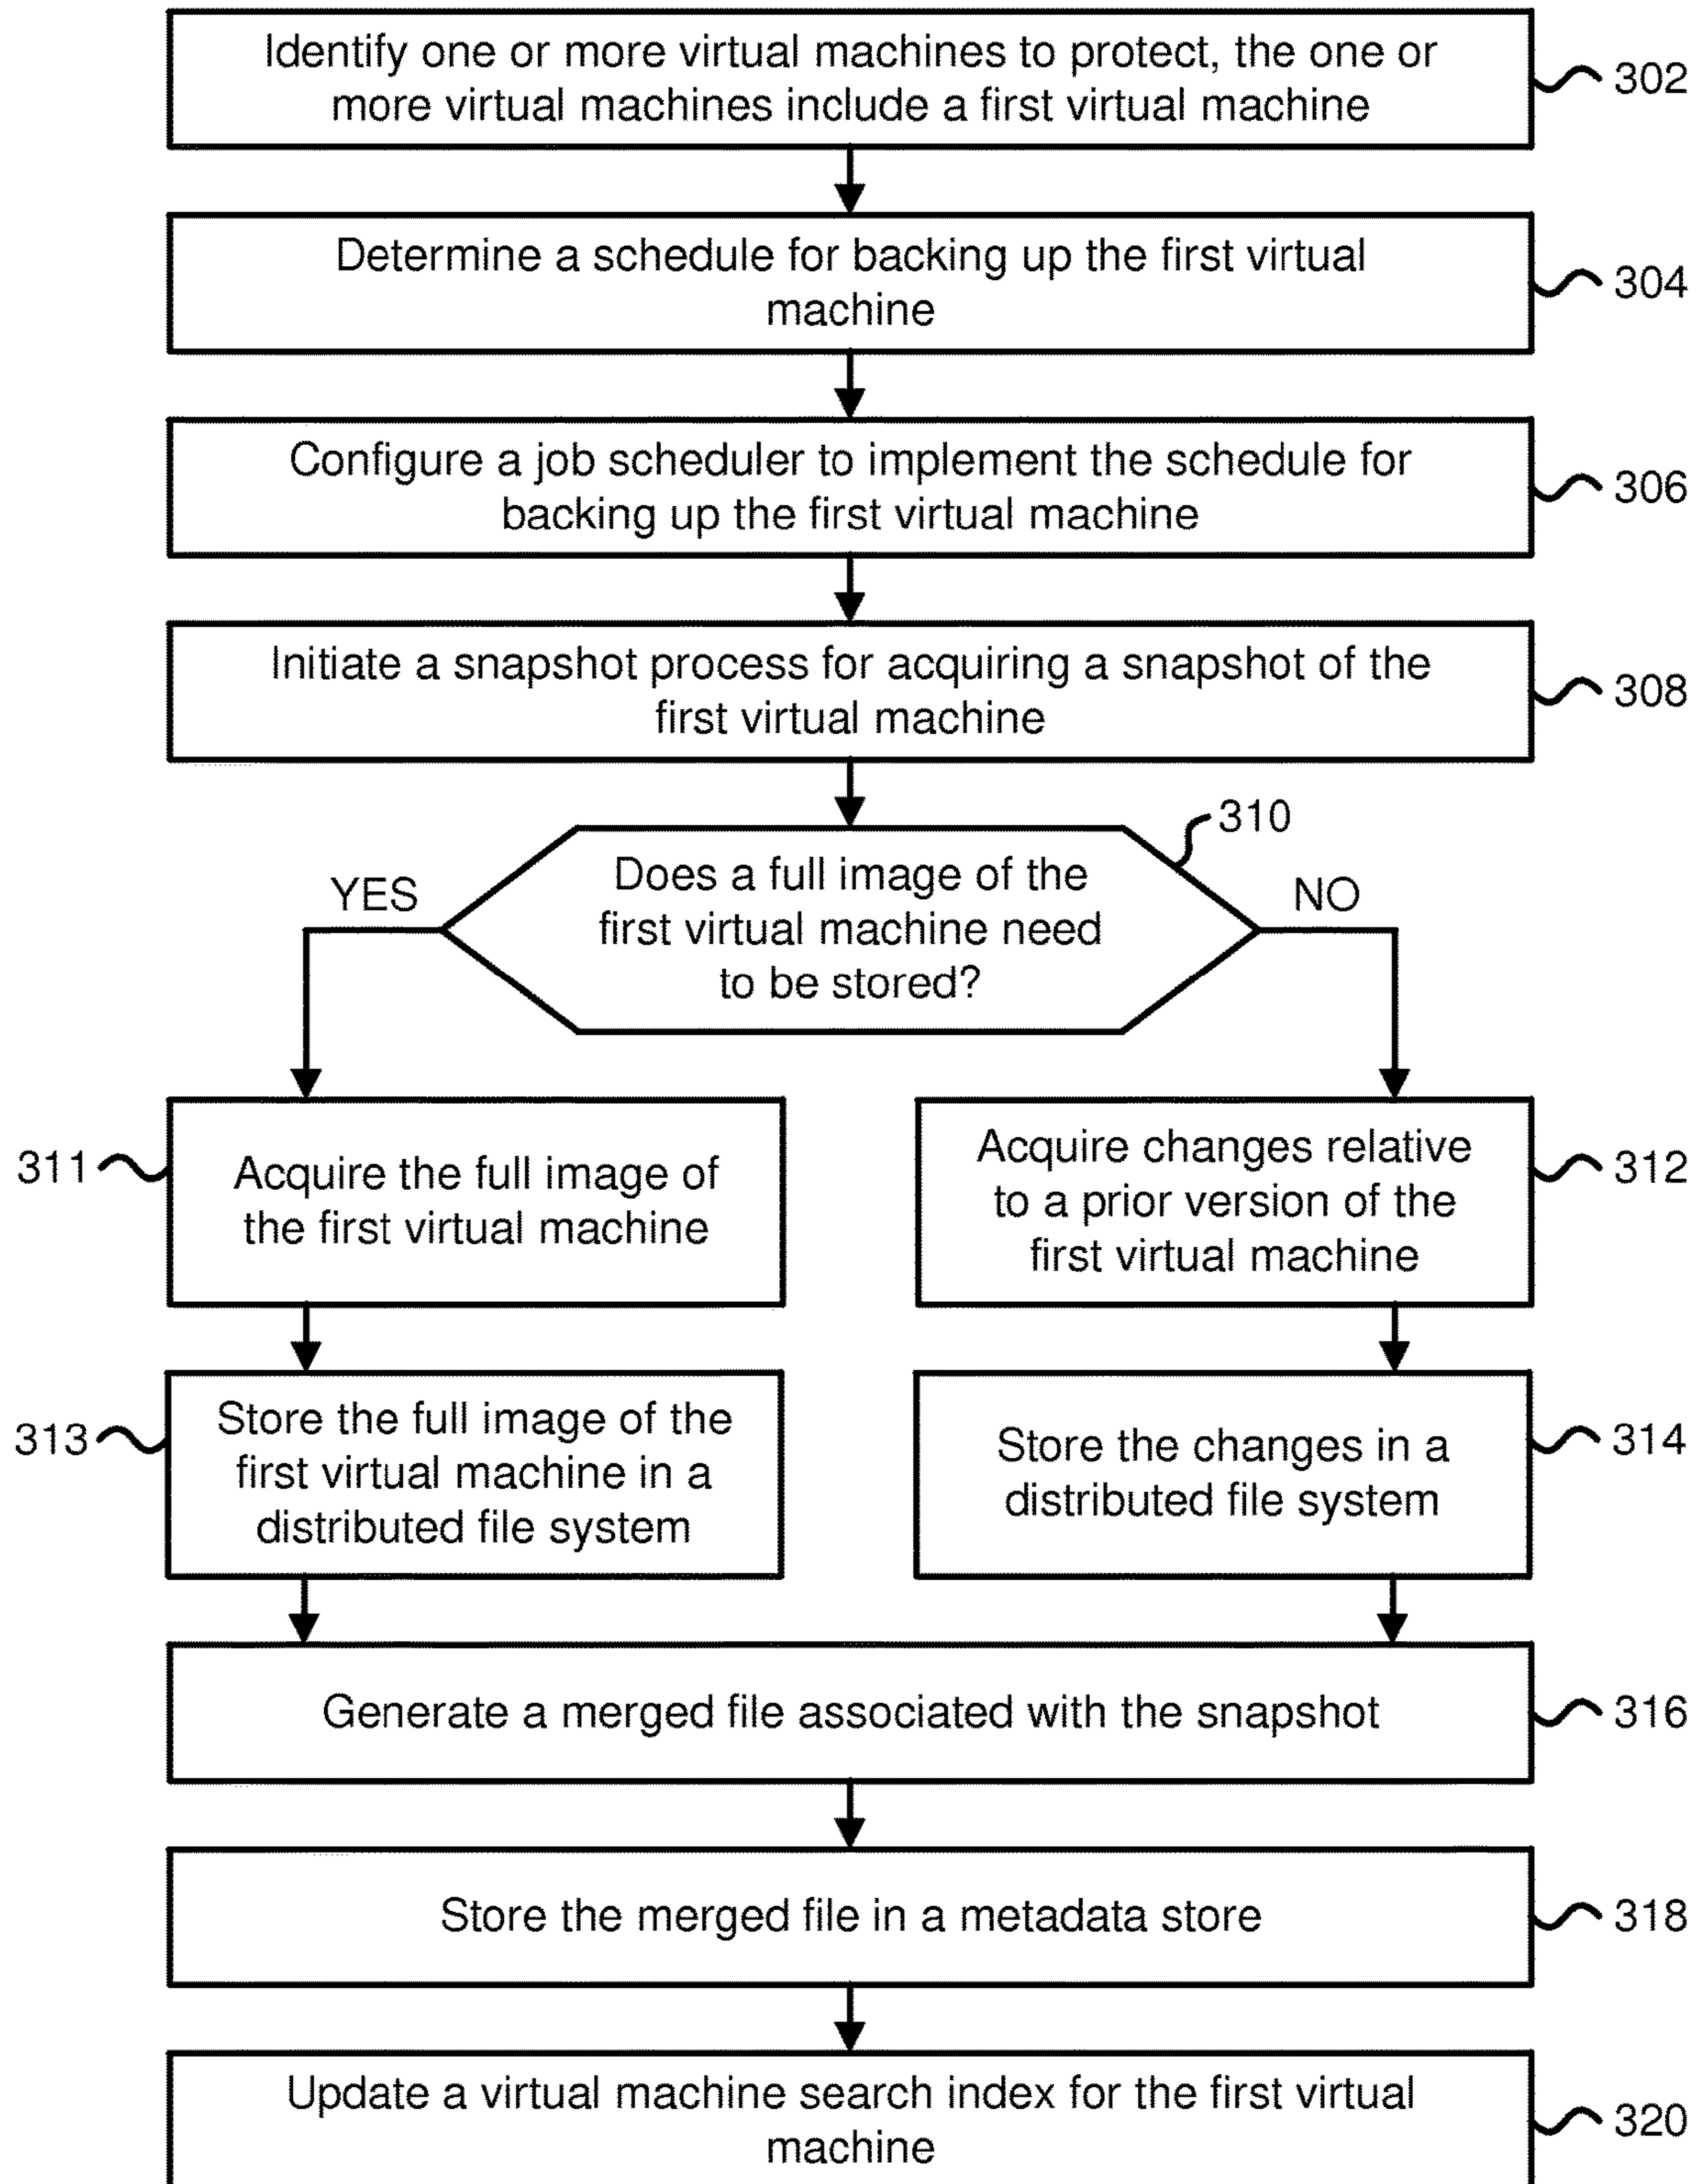 Identify one or more virtual machines to protect, the one or
more virtual machines include a first virtual machine
302
Determine a schedule for backing up the first virtual
machine
304
Configure a job scheduler to implement the schedule for
backing up the first virtual machine
306
Initiate a snapshot process for acquiring a snapshot of the
first virtual machine
308
310
YES
Does a full image of the
first virtual machine need
to be stored?
NO
311
Acquire the full image of
the first virtual machine
Acquire changes relative
to a prior version of the
first virtual machine
312
313
Store the full image of the
first virtual machine in a
distributed file system
Store the changes in a
distributed file system
314
Generate a merged file associated with the snapshot
316
Store the merged file in a metadata store
318
Update a virtual machine search index for the first virtual
machine
320